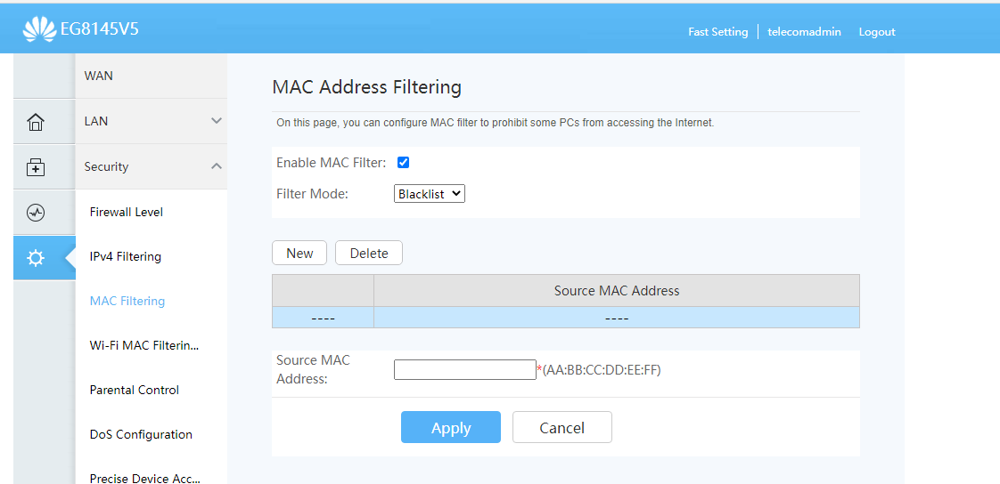 EG8145V5
Fast Setting
telecomadmin
Logout
WAN
LAN
Security
Firewall Level
IPv4 Filtering
MAC Filtering
Wi-Fi MAC Filterin...
Parental Control
DoS Configuration
Precise Device Acc...
MAC Address Filtering
On this page, you can configure MAC filter to prohibit some PCs from accessing the Internet.
Enable MAC Filter:
Filter Mode: Blacklist
New Delete
Source MAC Address
---- ----
Source MAC
Address:
*(AA:BB:CC:DD:EE:FF)
Apply Cancel